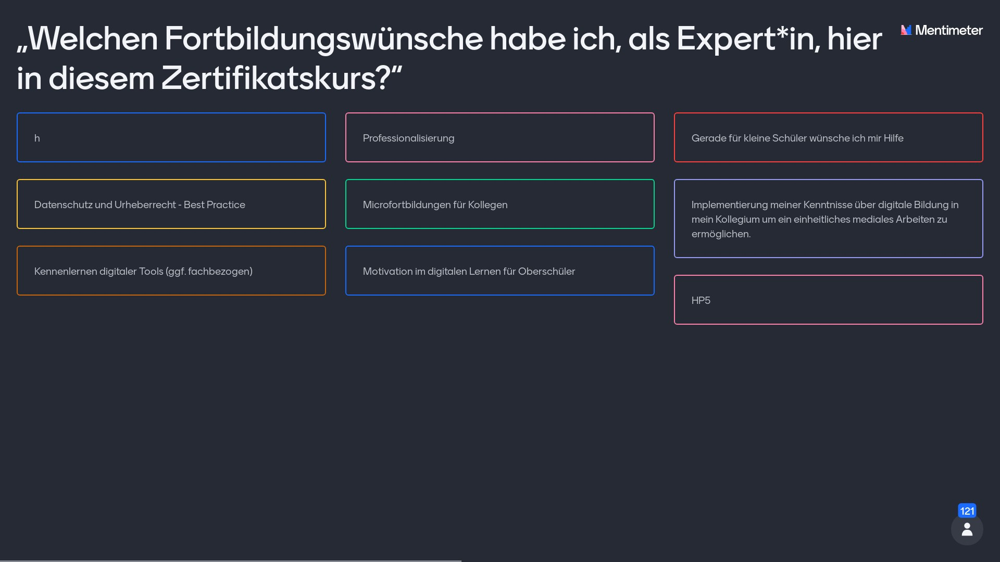 „Welchen Fortbildungswünsche habe ich, als Expert*in, hier
in diesem Zertifikatskurs?“
Mentimeter
h
Professionalisierung
Gerade für kleine Schüler wünsche ich mir Hilfe
Datenschutz und Urheberrecht - Best Practice
Microfortbildungen für Kollegen
Implementierung meiner Kenntnisse über digitale Bildung in
mein Kollegium um ein einheitliches mediales Arbeiten zu
ermöglichen.
Kennenlernen digitaler Tools (ggf. fachbezogen)
Motivation im digitalen Lernen für Oberschüler
HP5
121